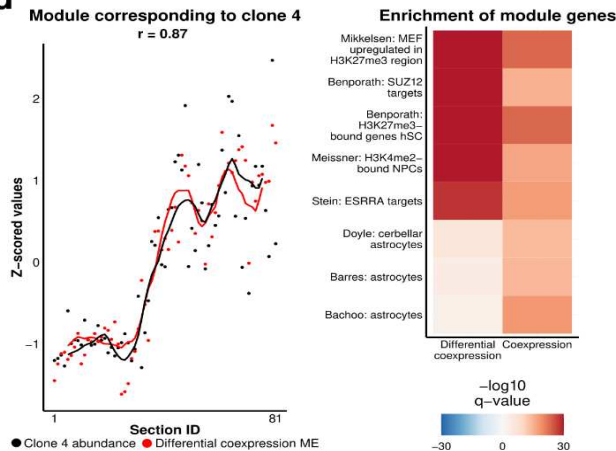 d
Module corresponding to clone 4
r = 0.87
Z-scored values
2
1
0
−1
1
81
Section ID
Clone 4 abundance
Differential coexpression ME
Enrichment of module genes
Mikkelsen: MEF
upregulated in
H3K27me3 region
Benporath: SUZ12
targets
Benporath:
H3K27me3−
bound genes hSC
Meissner: H3K4me2−
bound NPCs
Stein: ESRRA targets
Doyle: cerbellar
astrocytes
Barres: astrocytes
Bachoo: astrocytes
Differential
coexpression
Coexpression
−log10
q-value
−30
0
30